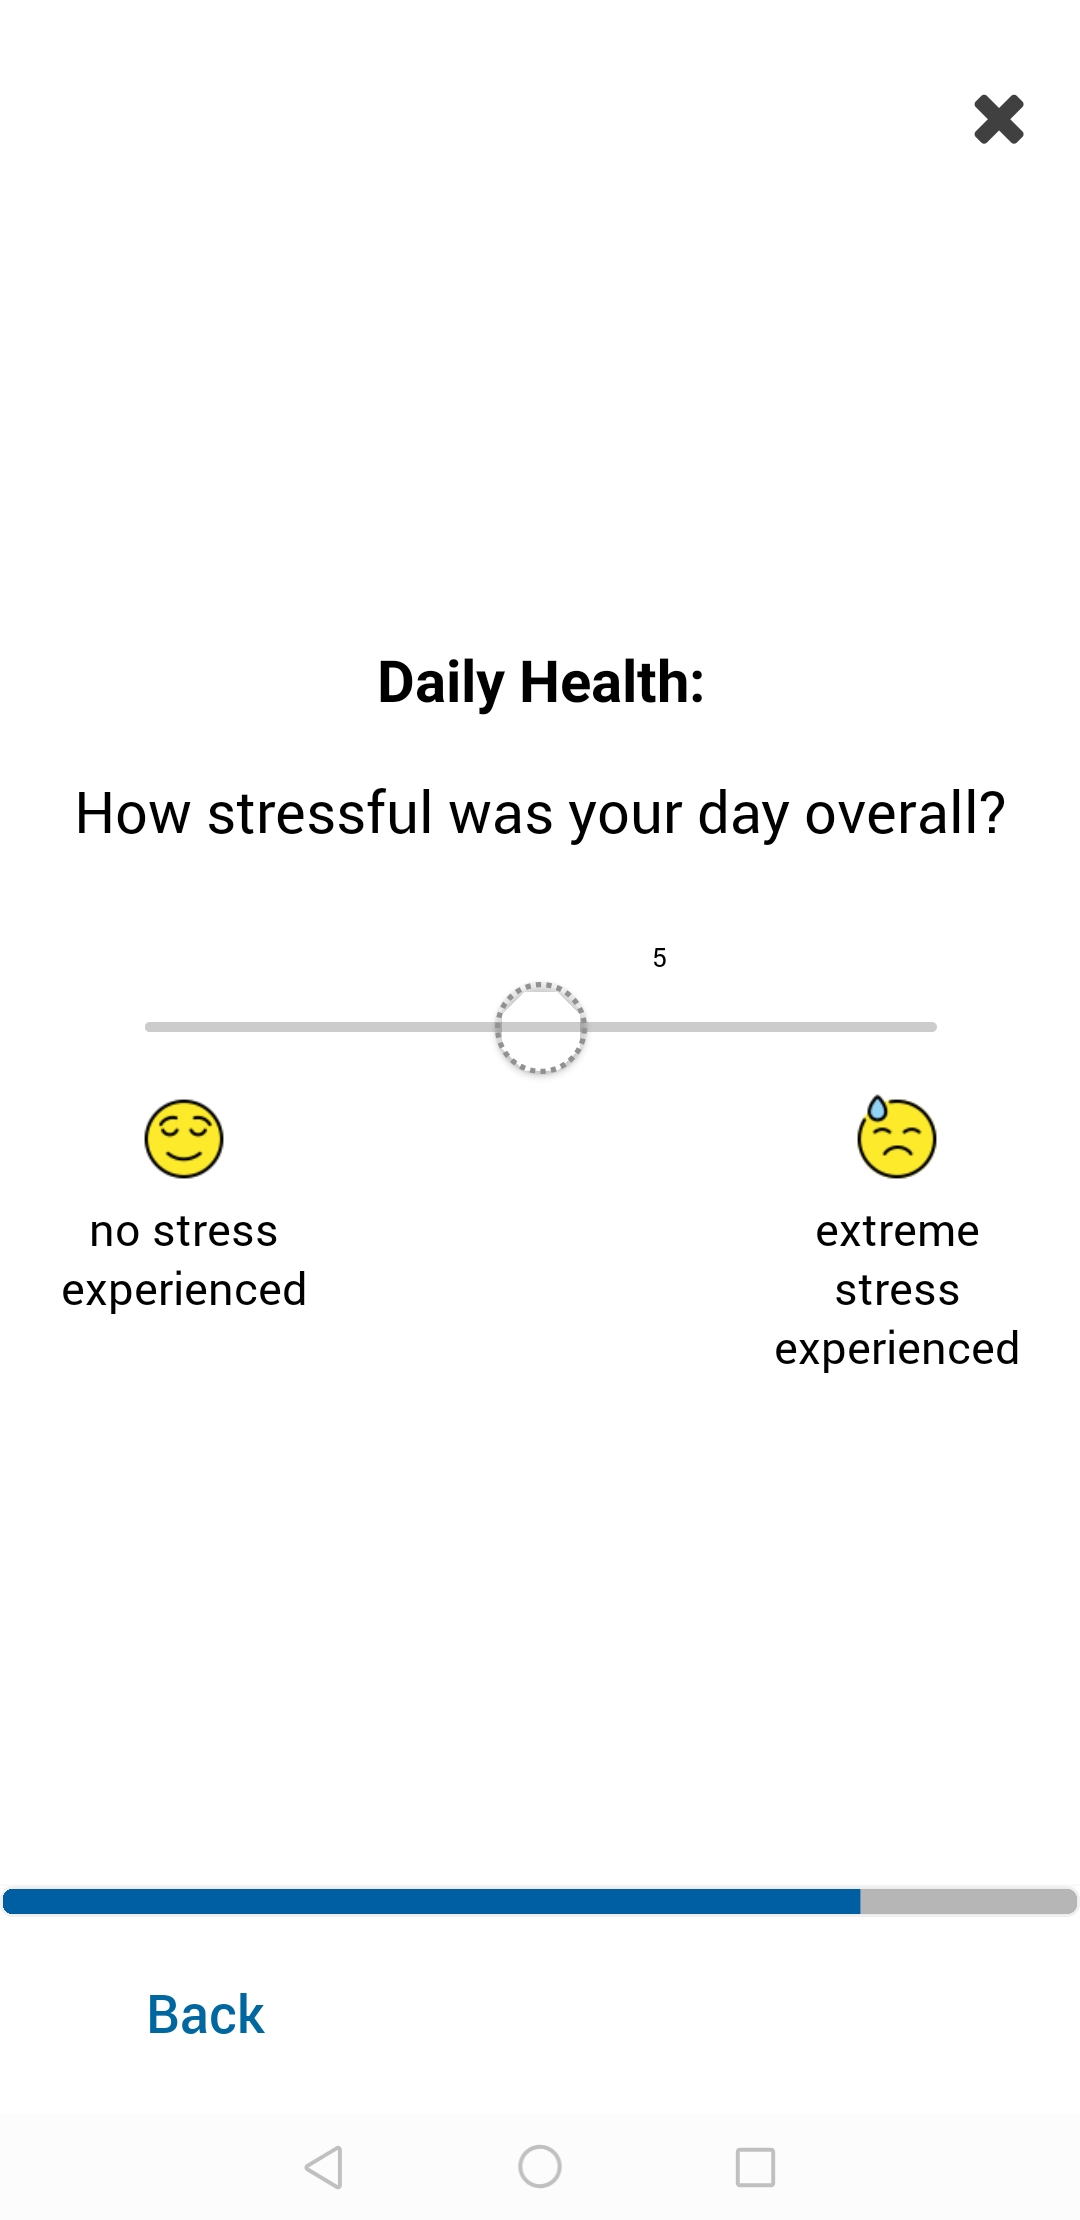 Daily Health:
How stressful was your day overall?
5
no stress
experienced
extreme
stress
experienced
Back